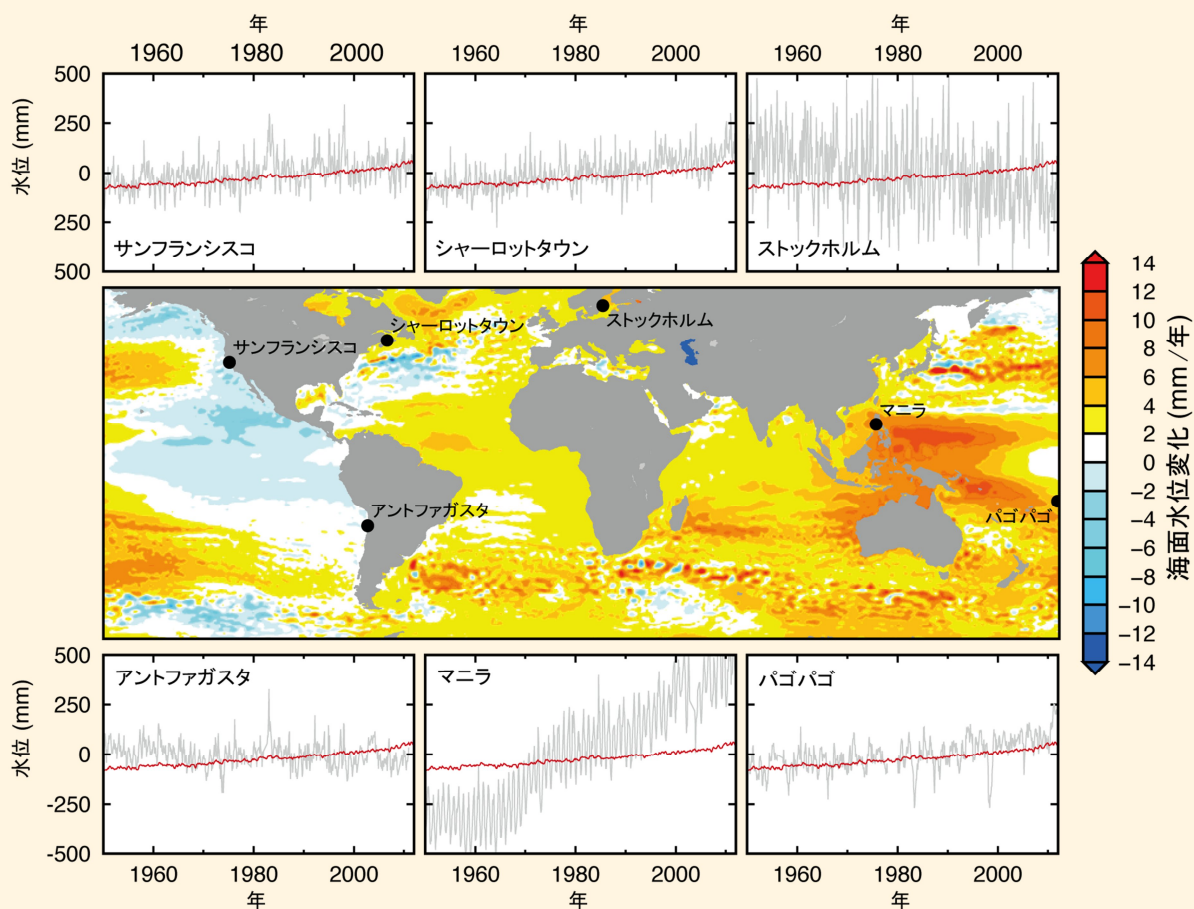 年 年 年
1960 1980 2000 1960 1980 2000 1960 1980 2000
水位 (mm)
500
250
0
250
500
サンフランシスコ シャーロットタウン ストックホルム
シャーロットタウン
ストックホルム
サンフランシスコ
マニラ
アントファガスタ
パゴパゴ
14
12
10
8
6
4
2
0
−2
−4
−6
−8
−10
−12
−14
海面水位変化 (mm/年)
アントファガスタ マニラ パゴパゴ
水位 (mm)
500
250
0
-250
-500
1960 1980 2000 1960 1980 2000 1960 1980 2000
年 年 年